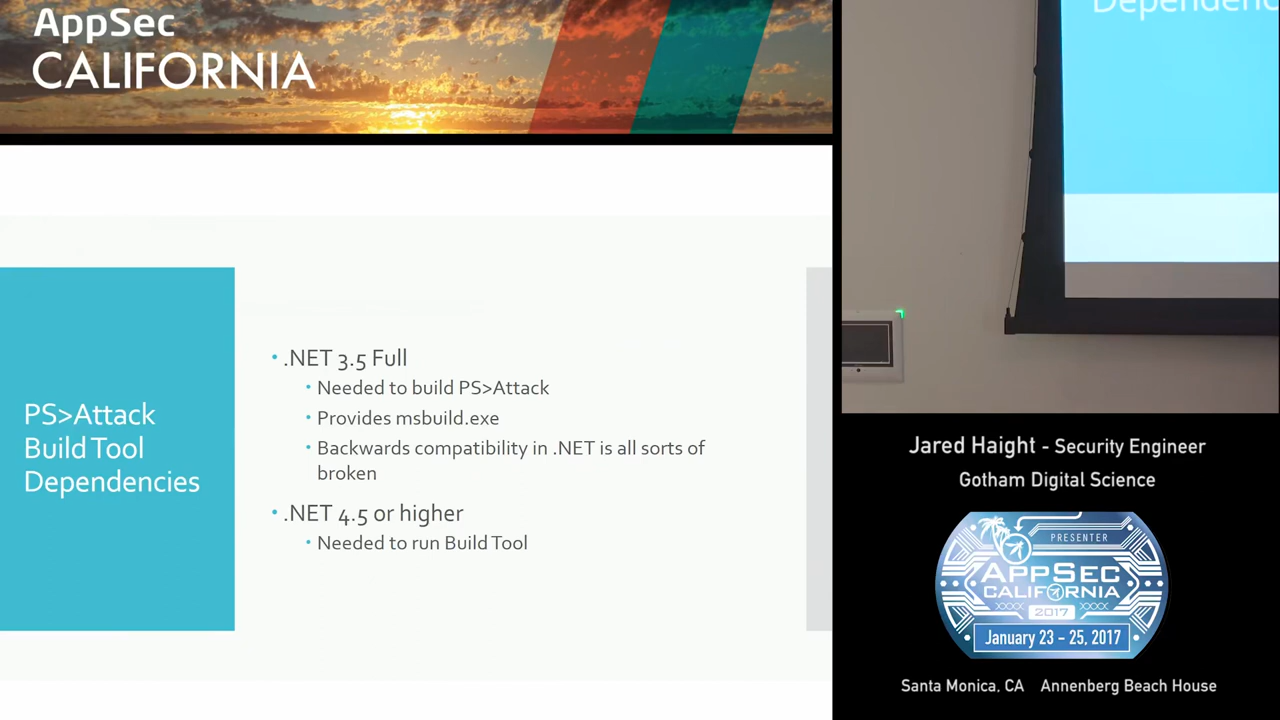 AppSec
CALIFORNIA
PS>Attack
Build Tool
Dependencies
• .NET 3.5 Full
• Needed to build PS>Attack
• Provides msbuild.exe
• Backwards compatibility in .NET is all sorts of
broken
• .NET 4.5 or higher
• Needed to run Build Tool
Jared Haight - Security Engineer
Gotham Digital Science
PRESENTER
APPSEC
CALIFORNIA
2017
January 23 - 25, 2017
Santa Monica, CA Annenberg Beach House